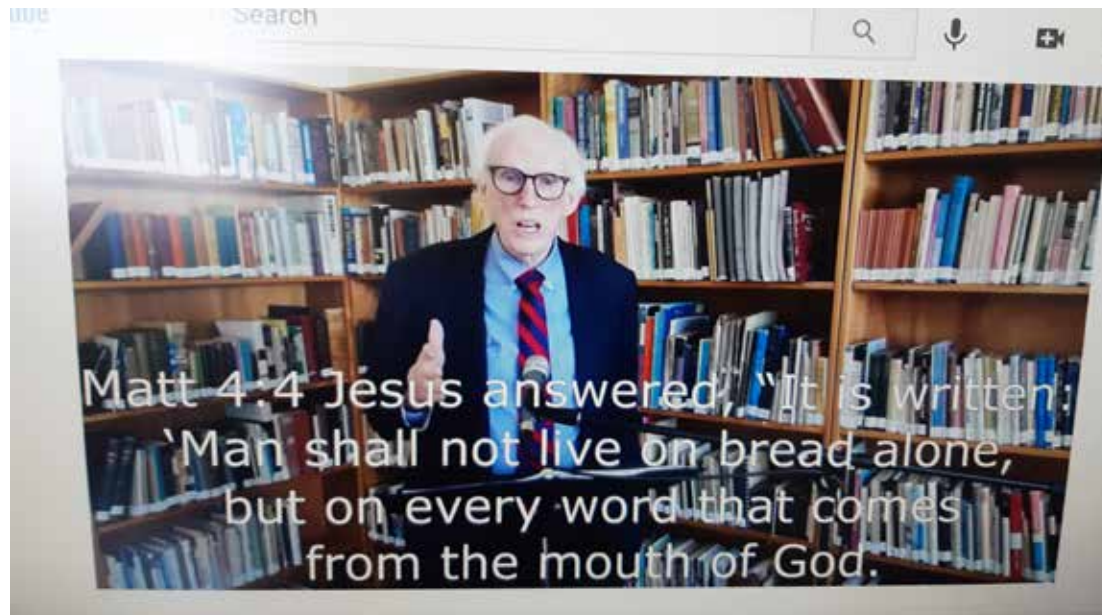 Search
Matt 4:4 Jesus answered, "It is written:
'Man shall not live on bread alone,
but on every word that comes
from the mouth of God.